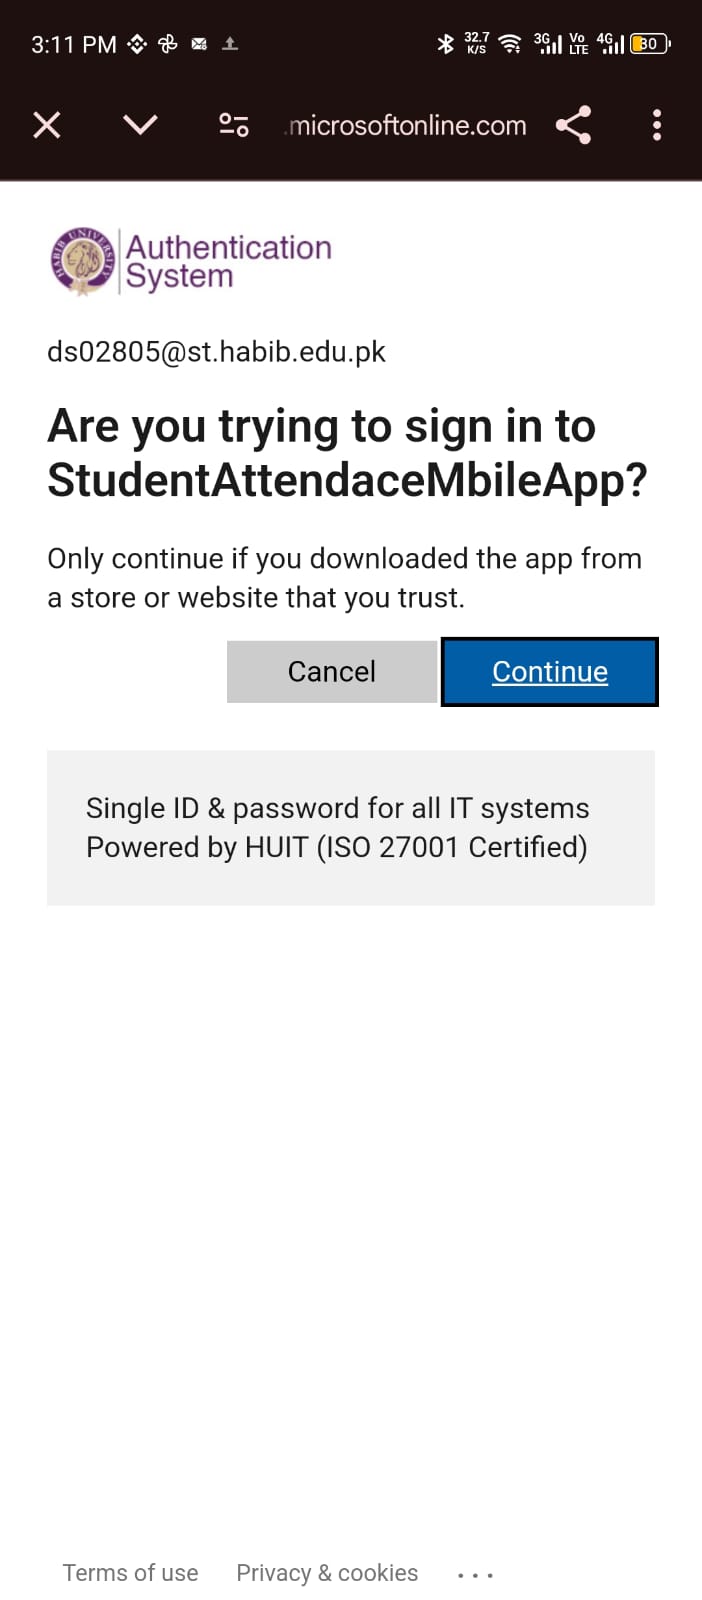 3:11 PM 32.7 K/S 3G Vo LTE 4G 30
.microsoftonline.com
HABIB UNIVERSITY
Authentication
System
ds02805@st.habib.edu.pk
Are you trying to sign in to
StudentAttendaceMbileApp?
Only continue if you downloaded the app from
a store or website that you trust.
Cancel Continue
Single ID & password for all IT systems
Powered by HUIT (ISO 27001 Certified)
Terms of use Privacy & cookies ...